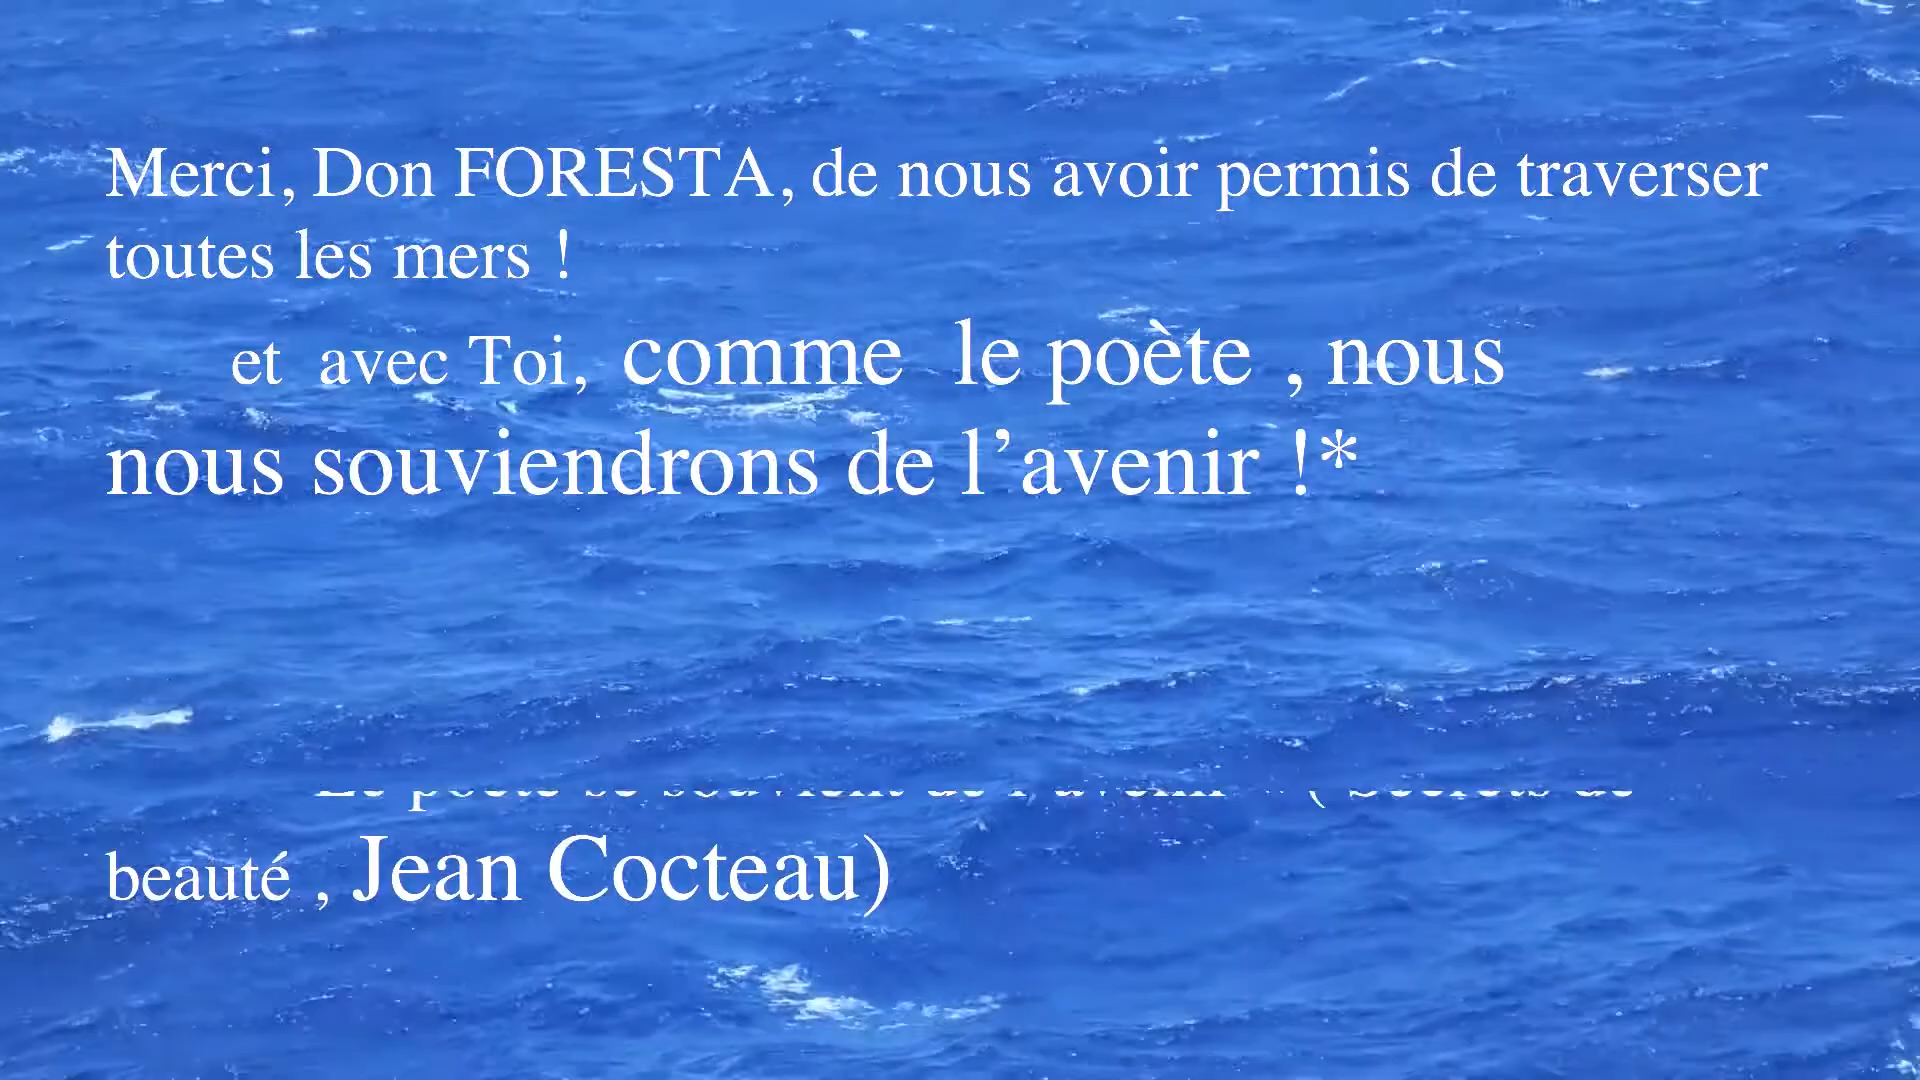 Merci, Don FORESTA, de nous avoir permis de traverser
toutes les mers !
et avec Toi, comme le poète , nous
nous souviendrons de l’avenir !*
beauté , Jean Cocteau)